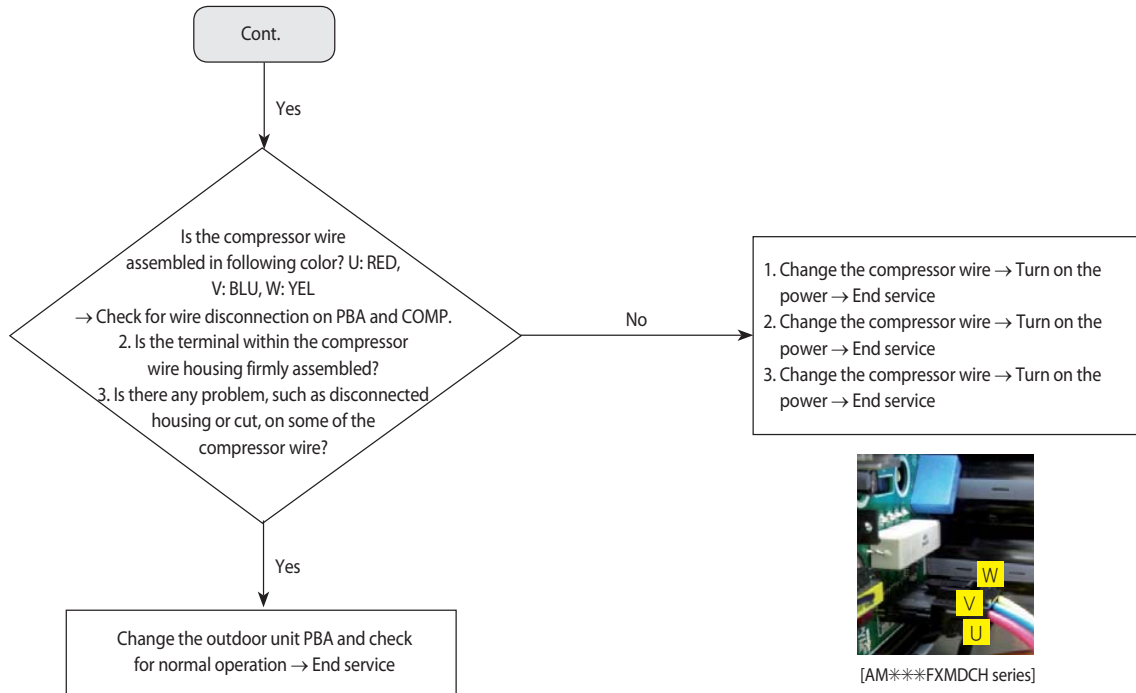 Cont.
Yes
Is the compressor wire
assembled in following color? U: RED,
V: BLU, W: YEL
→ Check for wire disconnection on PBA and COMP.
2. Is the terminal within the compressor
wire housing firmly assembled?
3. Is there any problem, such as disconnected
housing or cut, on some of the
compressor wire?
No
1. Change the compressor wire → Turn on the
power → End service
2. Change the compressor wire → Turn on the
power → End service
3. Change the compressor wire → Turn on the
power → End service
W
V
U
[AM✳✳✳FXMDCH series]
Yes
Change the outdoor unit PBA and check
for normal operation → End service